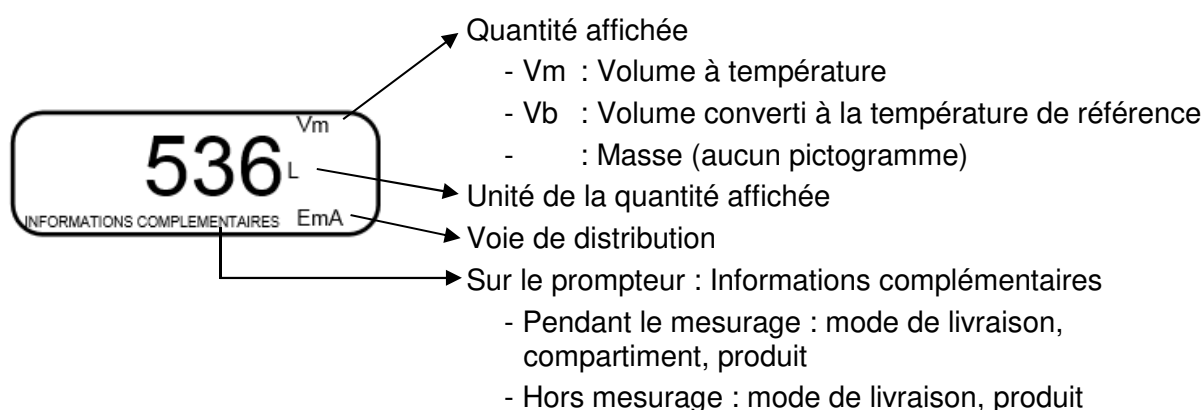 Quantité affichée
- Vm : Volume à température
- Vb : Volume converti à la température de référence
- : Masse (aucun pictogramme)
Vm
536 L
INFORMATIONS COMPLEMENTAIRES EmA
Unité de la quantité affichée
Voie de distribution
Sur le prompteur : Informations complémentaires
- Pendant le mesurage : mode de livraison,
compartiment, produit
- Hors mesurage : mode de livraison, produit